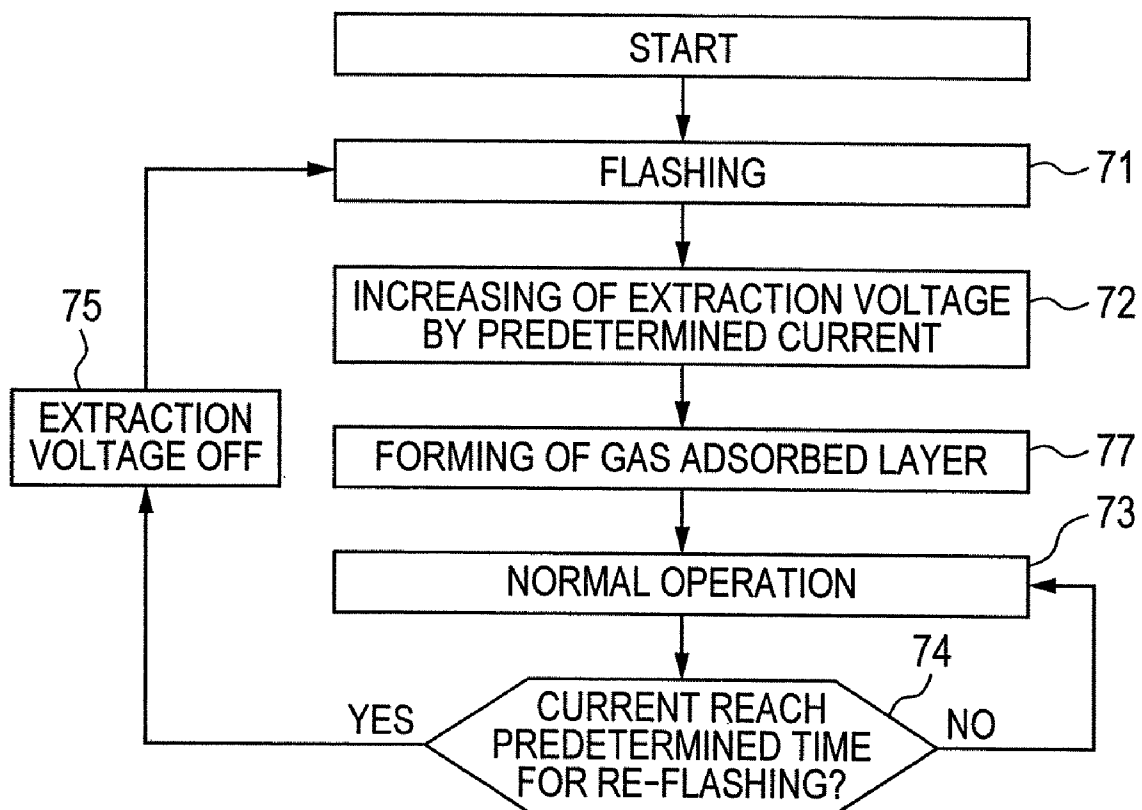 START
FLASHING
71
INCREASING OF EXTRACTION VOLTAGE
BY PREDETERMINED CURRENT
72
75
EXTRACTION
VOLTAGE OFF
FORMING OF GAS ADSORBED LAYER
77
73
NORMAL OPERATION
74
YES
CURRENT REACH
PREDETERMINED TIME
FOR RE-FLASHING?
NO